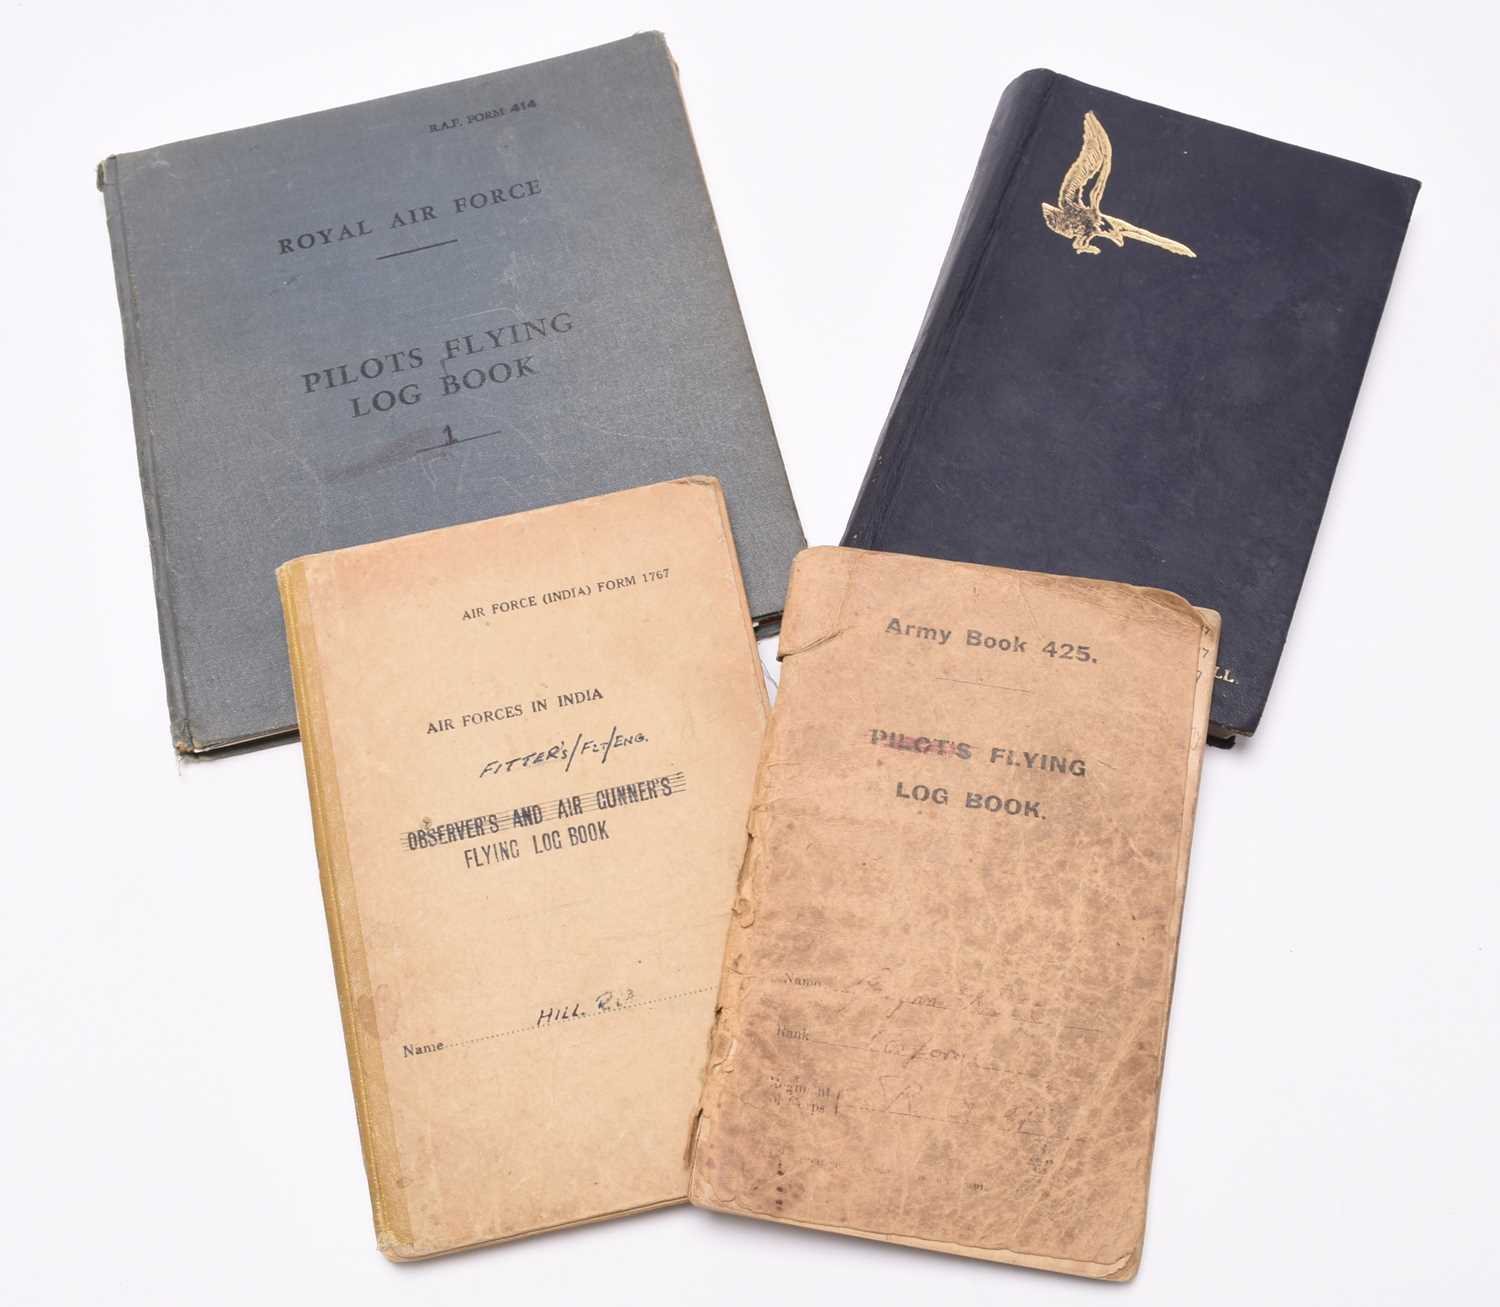 R.A.F. FORM 414
ROYAL AIR FORCE
PILOTS FLYING
LOG BOOK
1
LL.
AIR FORCE (INDIA) FORM 1767
AIR FORCES IN INDIA
FITTER'S/FLT/ENG.
OBSERVER'S AND AIR GUNNER'S
FLYING LOG BOOK
Name HILL. R.
Army Book 425.
PILOT'S FLYING
LOG BOOK.
Name
Rank